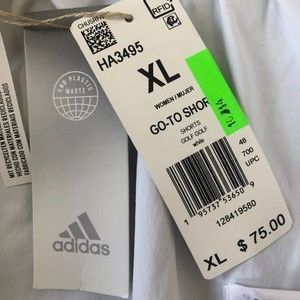 RFID
HA3495
XL
WOMEN / MUJER
GO-TO SHOR
SHORTS
GOLF GOLF
white
48
700
UPC
1 95737 53650 9
128419580
XL $ 75.00
END PLASTIC
WASTE
adidas